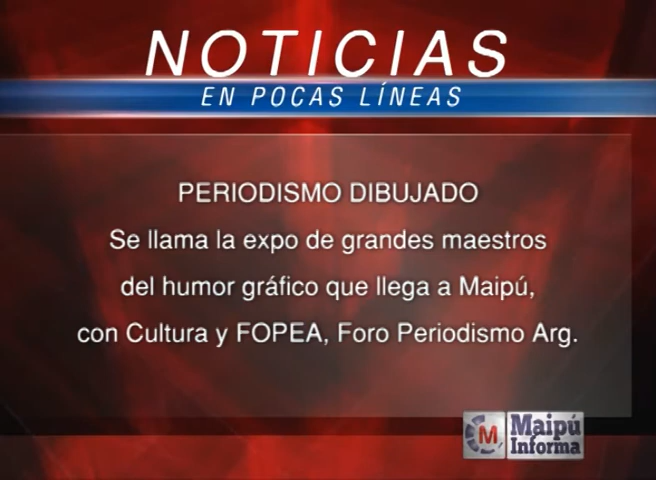 NOTICIAS
EN POCAS LÍNEAS
PERIODISMO DIBUJADO
Se llama la expo de grandes maestros
del humor gráfico que llega a Maipú,
con Cultura y FOPEA, Foro Periodismo Arg.
M Maipú
Informa